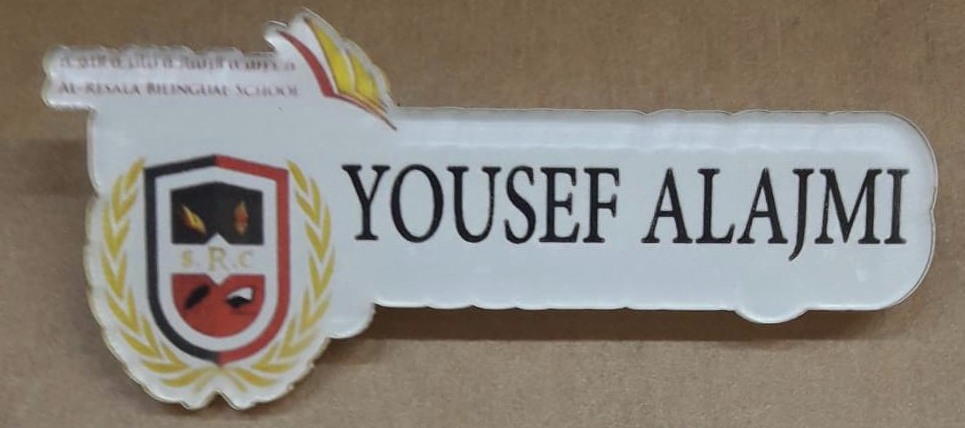 AL-RESALA BILINGUAL SCHOOL
YOUSEF ALAJMI
S.R.C